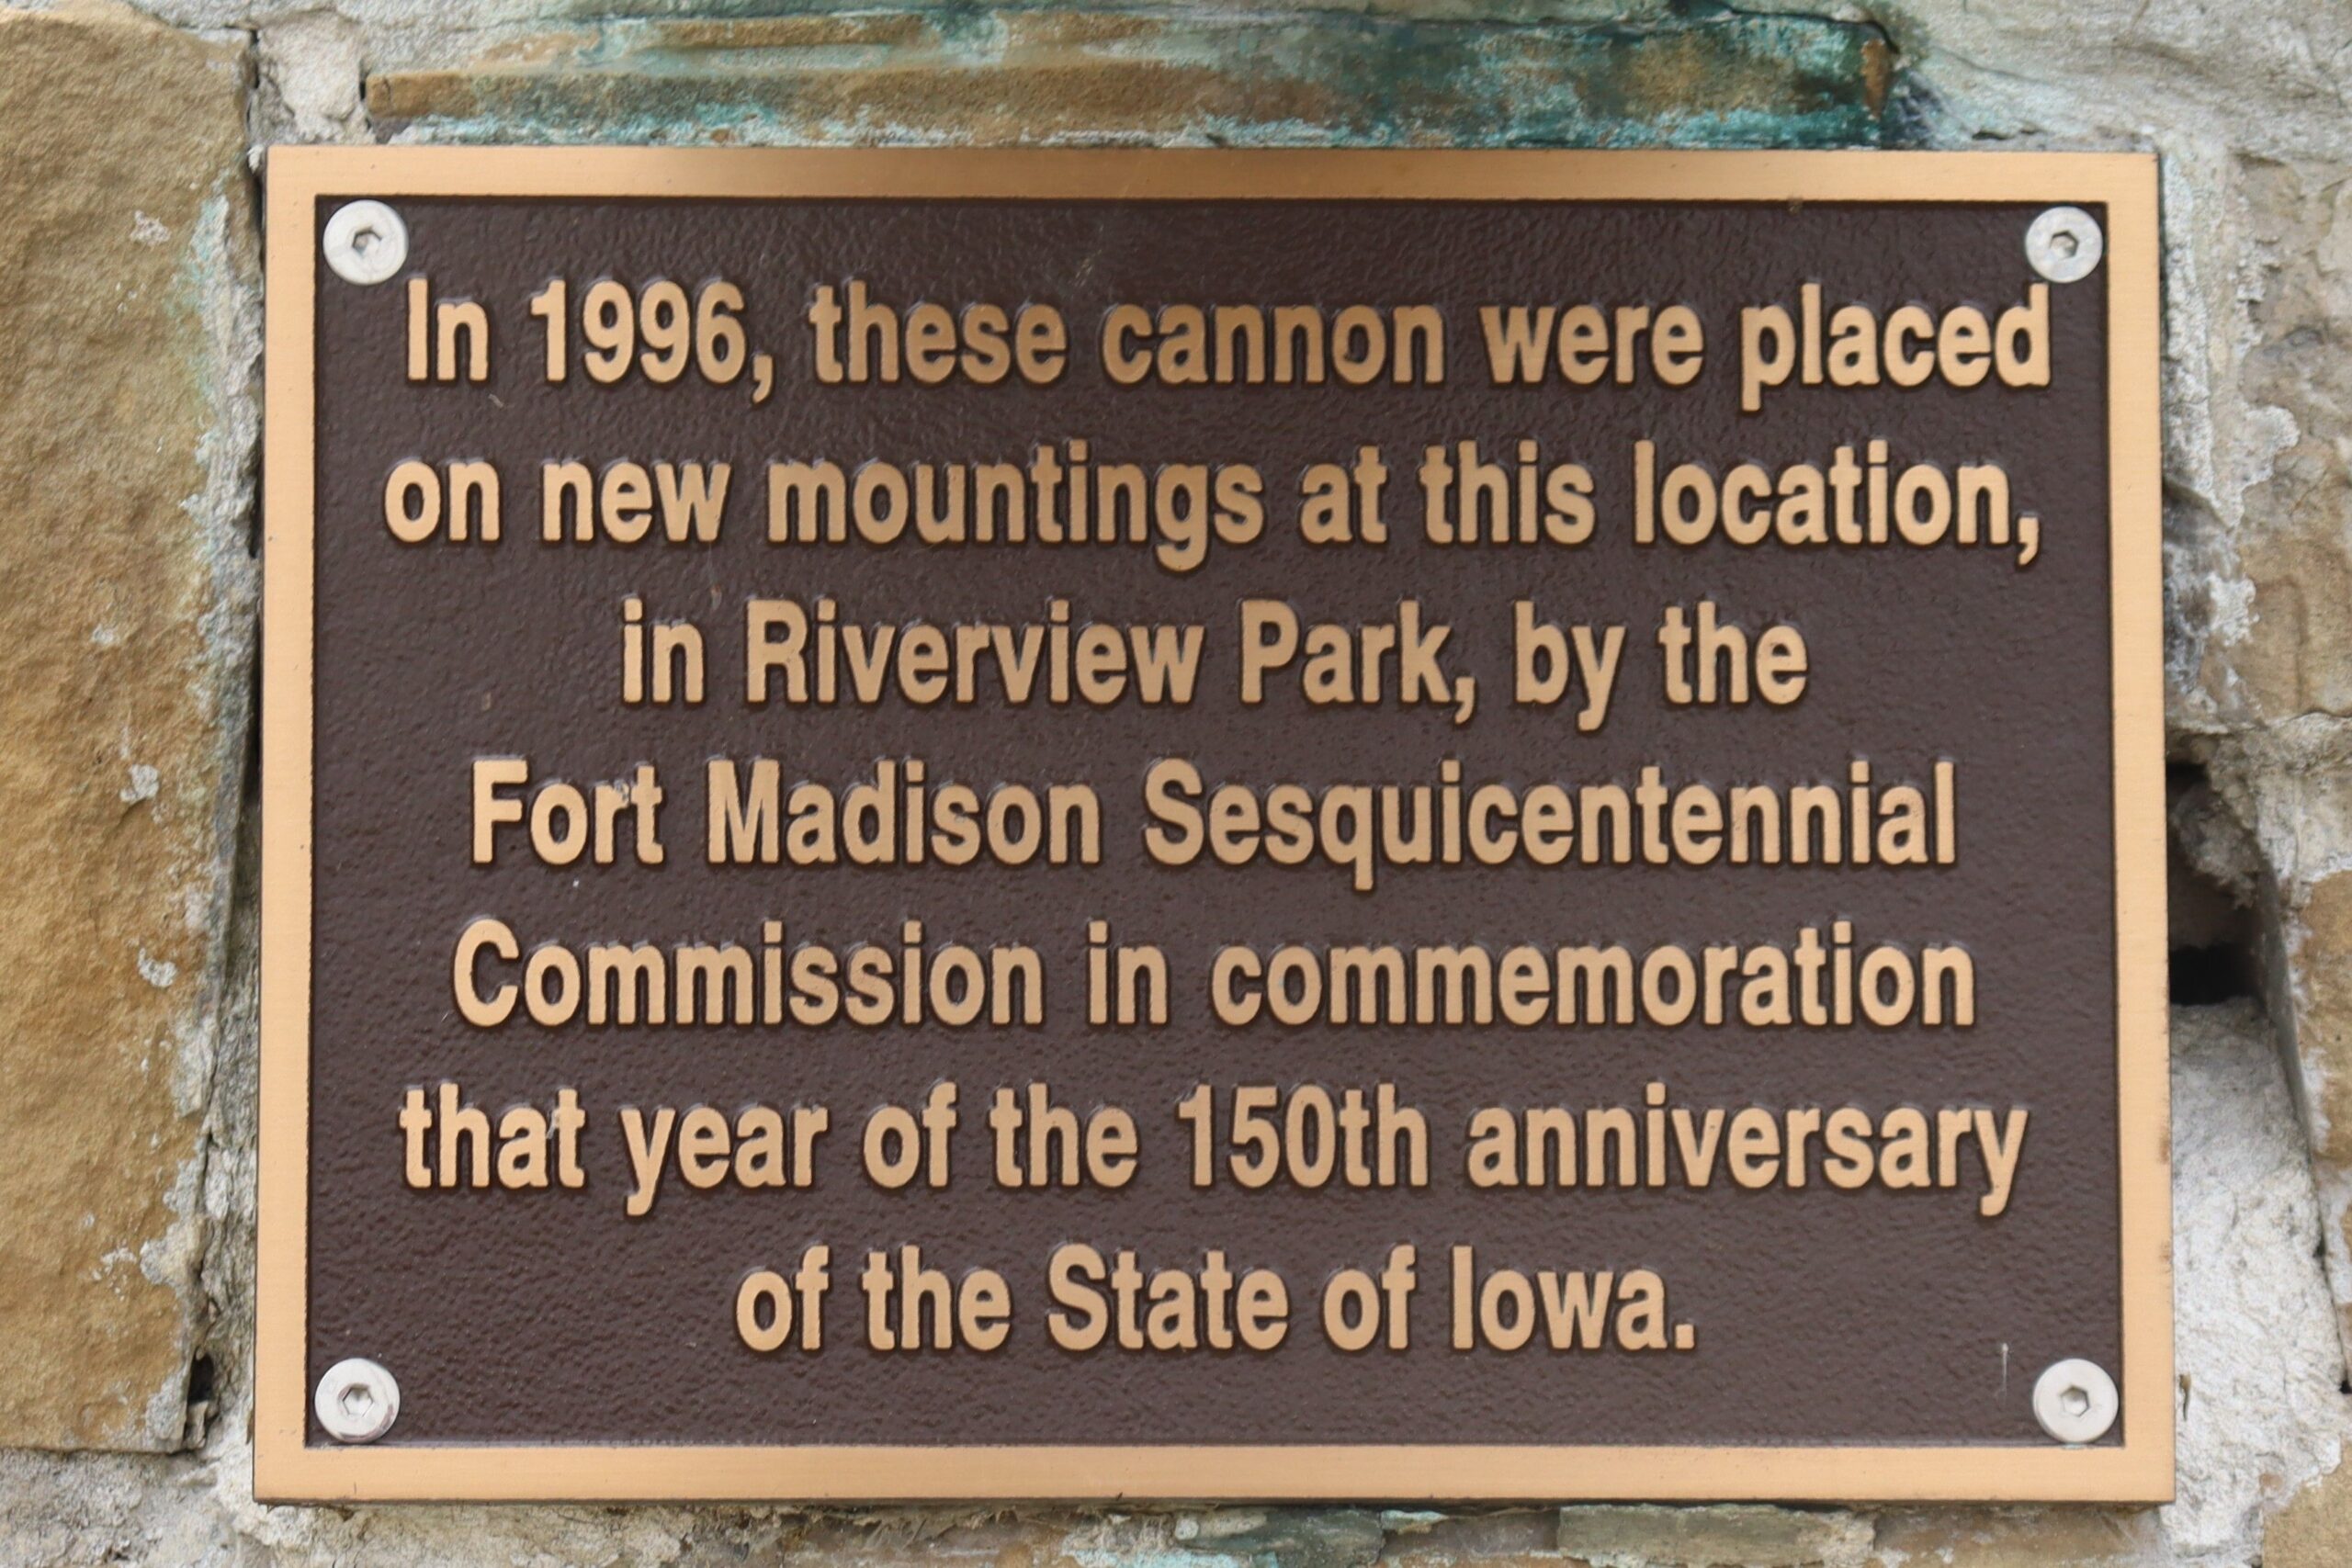 In 1996, these cannon were placed
on new mountings at this location,
in Riverview Park, by the
Fort Madison Sesquicentennial
Commission in commemoration
that year of the 150th anniversary
of the State of Iowa.